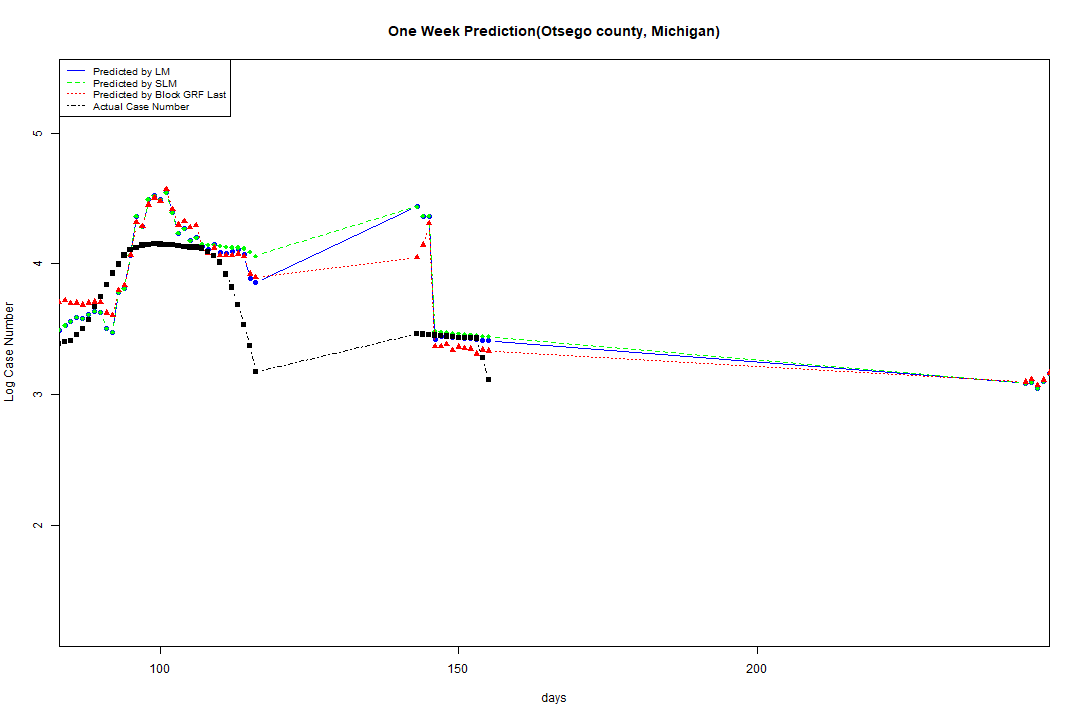 One Week Prediction(Otsego county, Michigan)
Predicted by LM
Predicted by SLM
Predicted by Block GRF Last
Actual Case Number
5
4
3
2
Log Case Number
100
150
200
days